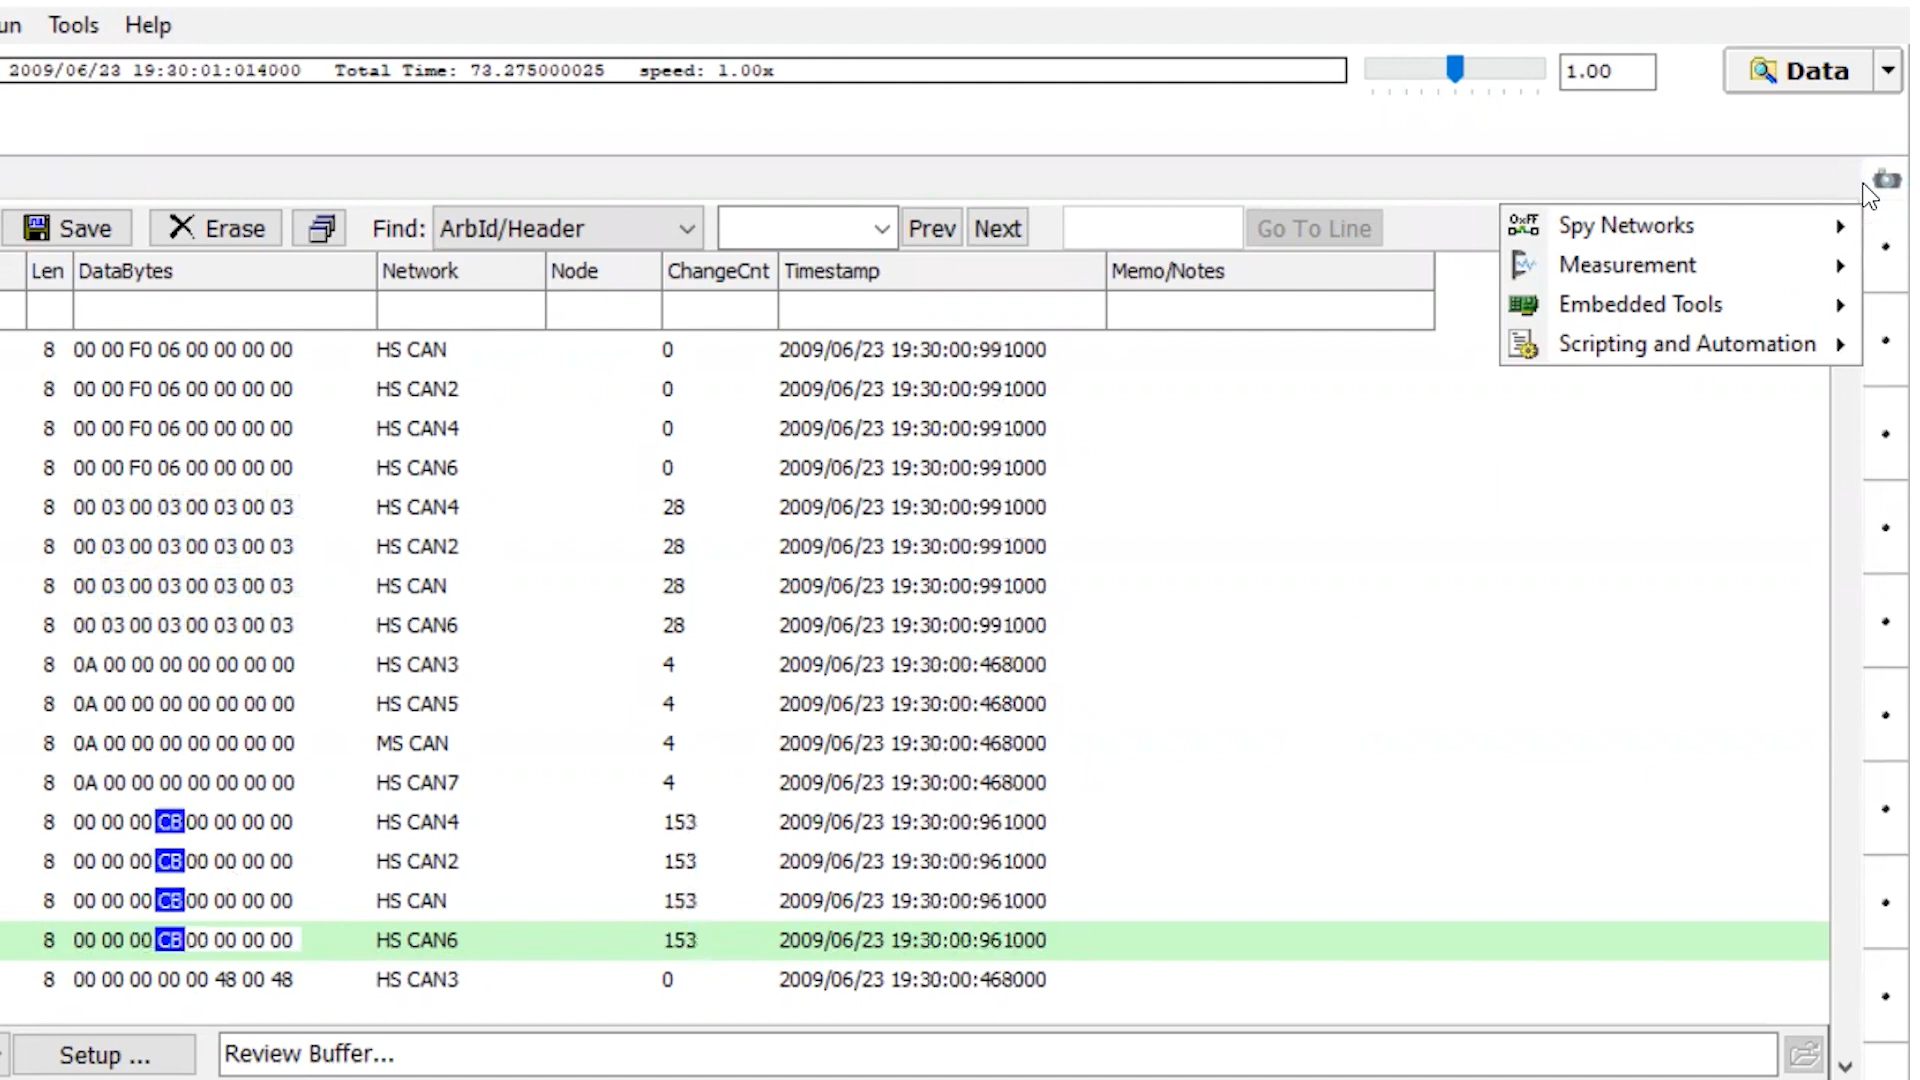 un Tools Help
2009/06/23 19:30:01:014000 Total Time: 73.275000025 speed: 1.00x 1.00 Data
Save Erase Find: ArbId/Header Prev Next Go To Line
Spy Networks
Measurement
Embedded Tools
Scripting and Automation
Len DataBytes Network Node ChangeCnt Timestamp Memo/Notes
8 00 00 F0 06 00 00 00 00 HS CAN 0 2009/06/23 19:30:00:991000
8 00 00 F0 06 00 00 00 00 HS CAN2 0 2009/06/23 19:30:00:991000
8 00 00 F0 06 00 00 00 00 HS CAN4 0 2009/06/23 19:30:00:991000
8 00 00 F0 06 00 00 00 00 HS CAN6 0 2009/06/23 19:30:00:991000
8 00 03 00 03 00 03 00 03 HS CAN4 28 2009/06/23 19:30:00:991000
8 00 03 00 03 00 03 00 03 HS CAN2 28 2009/06/23 19:30:00:991000
8 00 03 00 03 00 03 00 03 HS CAN 28 2009/06/23 19:30:00:991000
8 00 03 00 03 00 03 00 03 HS CAN6 28 2009/06/23 19:30:00:991000
8 0A 00 00 00 00 00 00 00 HS CAN3 4 2009/06/23 19:30:00:468000
8 0A 00 00 00 00 00 00 00 HS CAN5 4 2009/06/23 19:30:00:468000
8 0A 00 00 00 00 00 00 00 MS CAN 4 2009/06/23 19:30:00:468000
8 0A 00 00 00 00 00 00 00 HS CAN7 4 2009/06/23 19:30:00:468000
8 00 00 00 CB 00 00 00 00 HS CAN4 153 2009/06/23 19:30:00:961000
8 00 00 00 CB 00 00 00 00 HS CAN2 153 2009/06/23 19:30:00:961000
8 00 00 00 CB 00 00 00 00 HS CAN 153 2009/06/23 19:30:00:961000
8 00 00 00 CB 00 00 00 00 HS CAN6 153 2009/06/23 19:30:00:961000
8 00 00 00 00 00 48 00 48 HS CAN3 0 2009/06/23 19:30:00:468000
Setup ... Review Buffer...